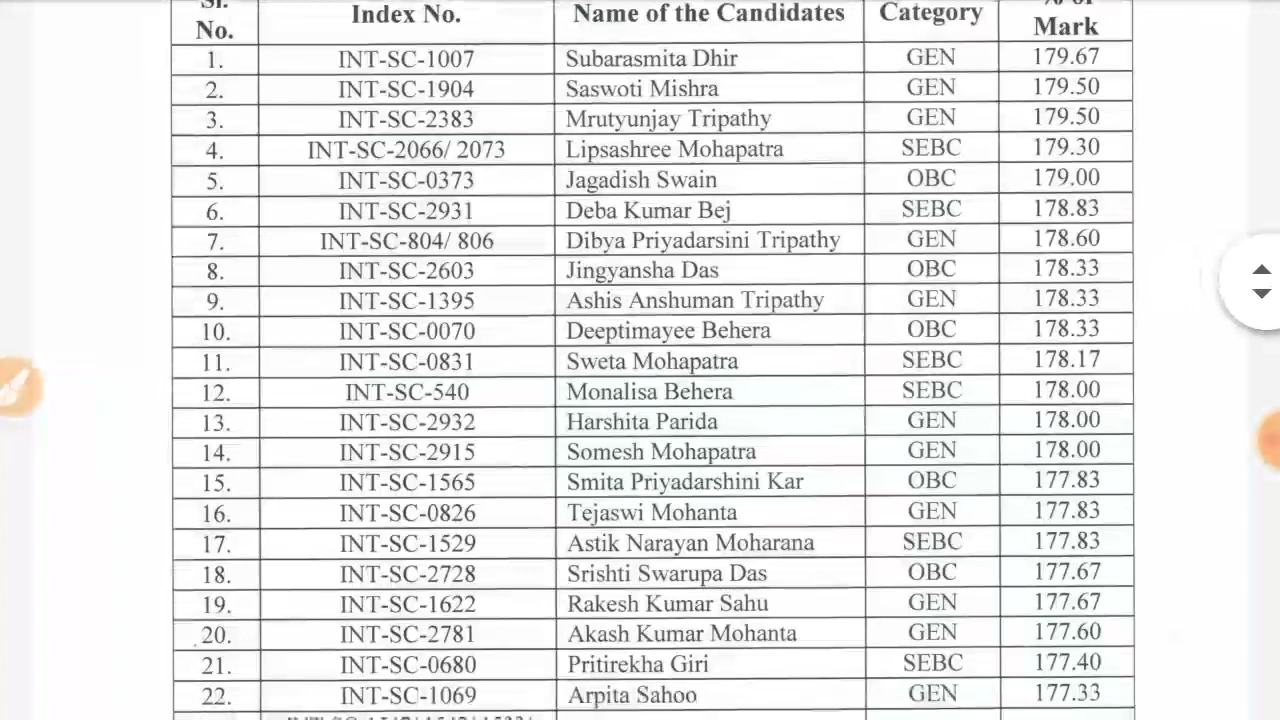 Sl. No. Index No. Name of the Candidates Category % of Mark
1. INT-SC-1007 Subarasmita Dhir GEN 179.67
2. INT-SC-1904 Saswoti Mishra GEN 179.50
3. INT-SC-2383 Mrutyunjay Tripathy GEN 179.50
4. INT-SC-2066/ 2073 Lipsashree Mohapatra SEBC 179.30
5. INT-SC-0373 Jagadish Swain OBC 179.00
6. INT-SC-2931 Deba Kumar Bej SEBC 178.83
7. INT-SC-804/ 806 Dibya Priyadarsini Tripathy GEN 178.60
8. INT-SC-2603 Jingyansha Das OBC 178.33
9. INT-SC-1395 Ashis Anshuman Tripathy GEN 178.33
10. INT-SC-0070 Deeptimayee Behera OBC 178.33
11. INT-SC-0831 Sweta Mohapatra SEBC 178.17
12. INT-SC-540 Monalisa Behera SEBC 178.00
13. INT-SC-2932 Harshita Parida GEN 178.00
14. INT-SC-2915 Somesh Mohapatra GEN 178.00
15. INT-SC-1565 Smita Priyadarshini Kar OBC 177.83
16. INT-SC-0826 Tejaswi Mohanta GEN 177.83
17. INT-SC-1529 Astik Narayan Moharana SEBC 177.83
18. INT-SC-2728 Srishti Swarupa Das OBC 177.67
19. INT-SC-1622 Rakesh Kumar Sahu GEN 177.67
20. INT-SC-2781 Akash Kumar Mohanta GEN 177.60
21. INT-SC-0680 Pritirekha Giri SEBC 177.40
22. INT-SC-1069 Arpita Sahoo GEN 177.33